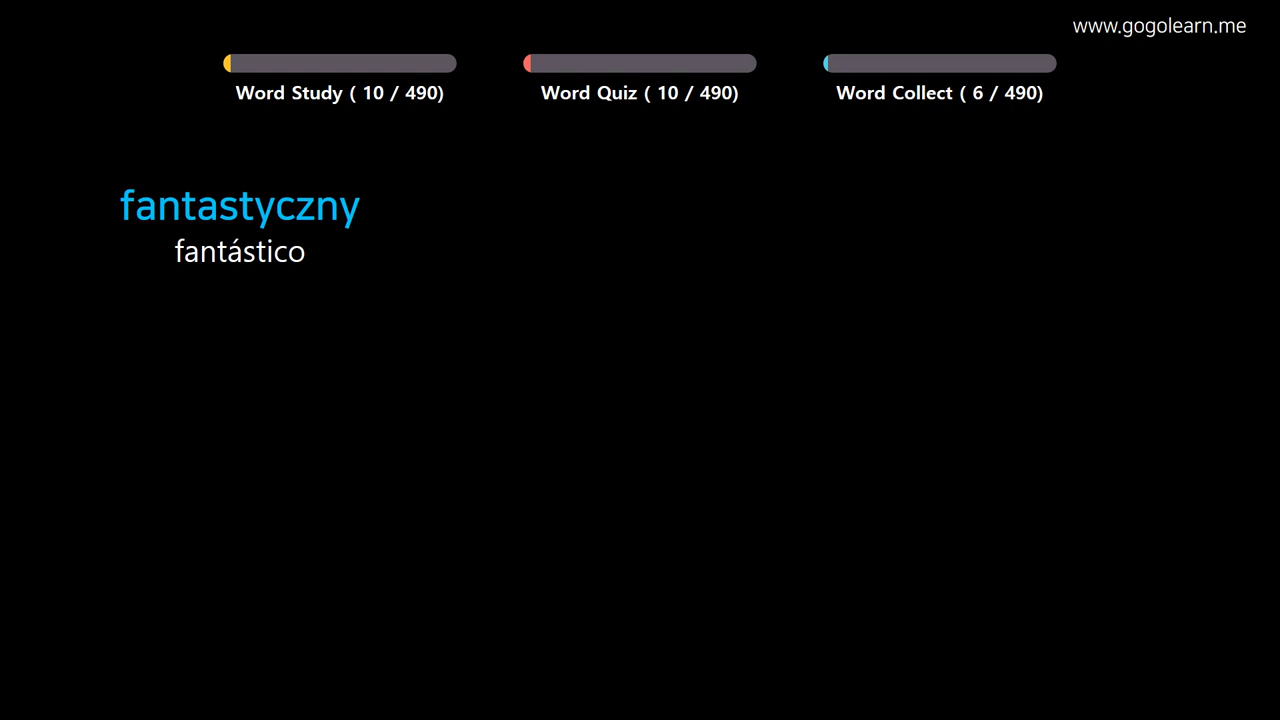 www.gogolearn.me
Word Study ( 10 / 490)
Word Quiz ( 10 / 490)
Word Collect ( 6 / 490)
fantastyczny
fantástico